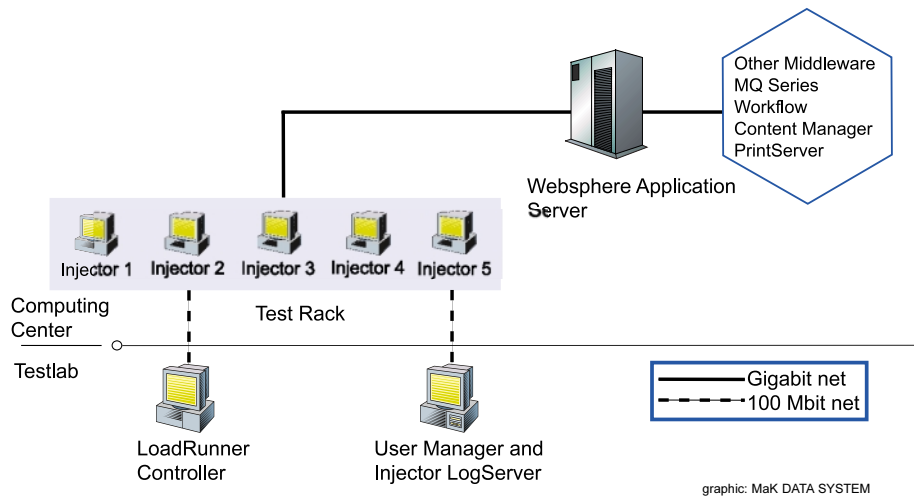 Other Middleware
MQ Series
Workflow
Content Manager
PrintServer
Websphere Application
Server
Injector 1
Injector 2
Injector 3
Injector 4
Injector 5
Test Rack
Computing
Center
Testlab
LoadRunner
Controller
User Manager and
Injector LogServer
Gigabit net
100 Mbit net
graphic: MaK DATA SYSTEM